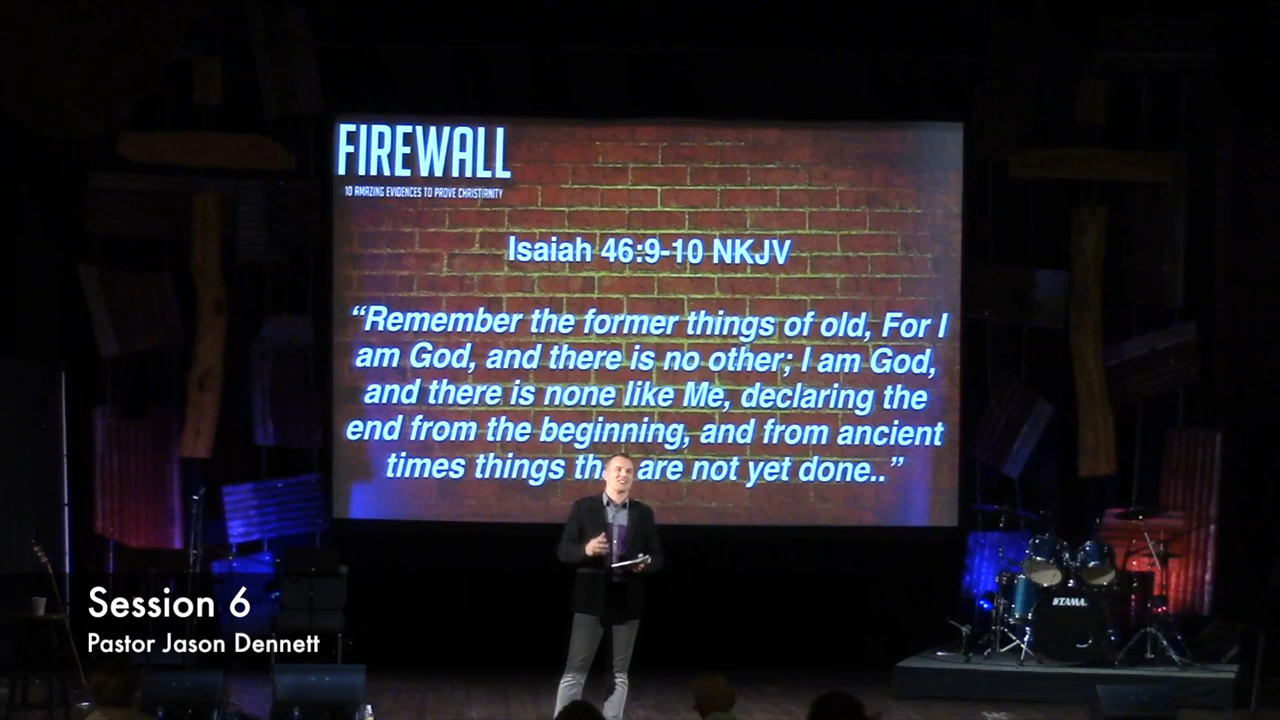 FIREWALL
10 AMAZING EVIDENCES TO PROVE CHRISTIANITY
Isaiah 46:9-10 NKJV
“Remember the former things of old, For I
am God, and there is no other; I am God,
and there is none like Me, declaring the
end from the beginning, and from ancient
times things th are not yet done..”
Session 6
Pastor Jason Dennett
TAMA